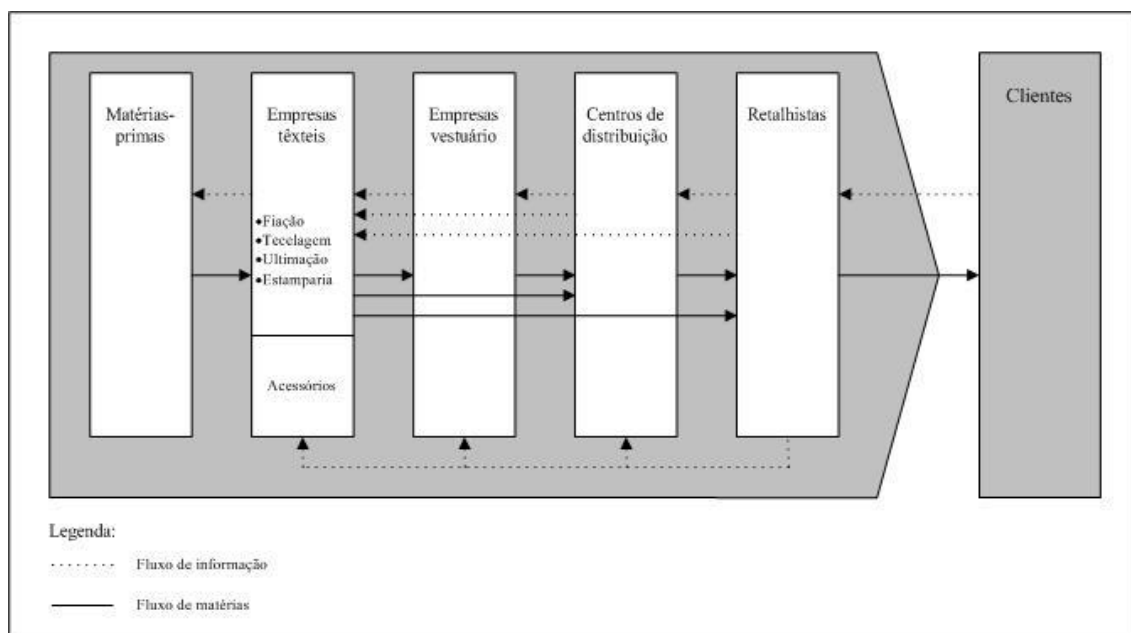 Matérias-
primas
Empresas
têxteis
Empresas
vestuário
Centros de
distribuição
Retalhistas
Clientes
•Fiação
•Tecelagem
•Ultimação
•Estamparia
Acessórios
Legenda:
Fluxo de informação
Fluxo de matérias